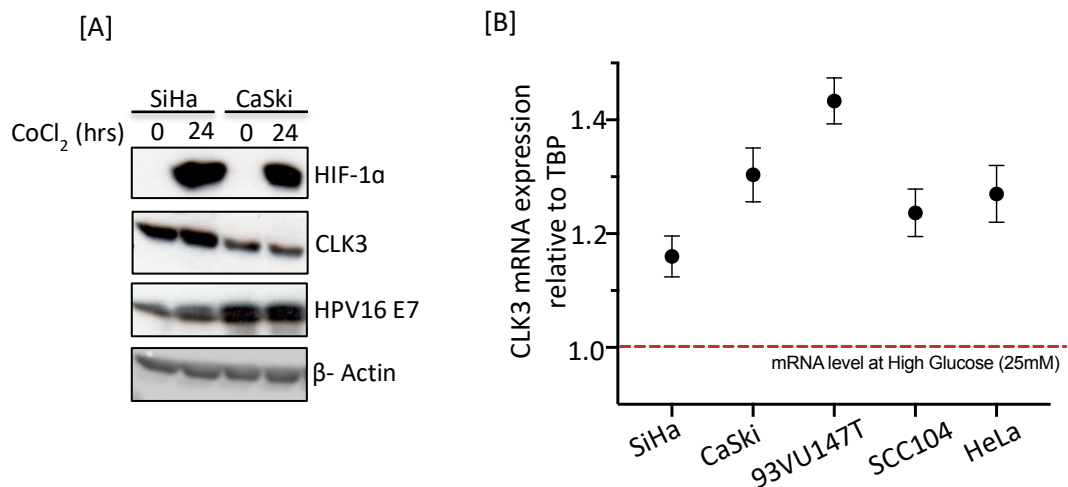 [A]
SiHa CaSki
CoCl2 (hrs) 0 24 0 24
HIF-1α
CLK3
HPV16 E7
β- Actin
[B]
CLK3 mRNA expression
relative to TBP
1.4
1.2
1.0
mRNA level at High Glucose (25mM)
SiHa
CaSki
93VU147T
SCC104
HeLa